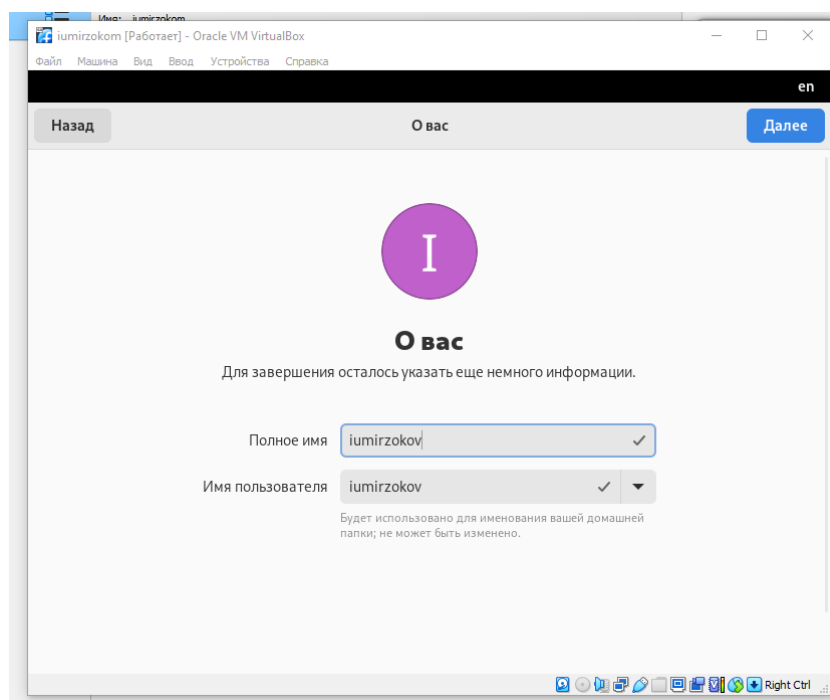 Имя: iumirzokom
iumirzokom [Работает] - Oracle VM VirtualBox
Файл Машина Вид Ввод Устройства Справка
en
Назад О вас Далее
I
О вас
Для завершения осталось указать еще немного информации.
Полное имя iumirzokov
Имя пользователя iumirzokov
Будет использовано для именования вашей домашней
папки; не может быть изменено.
Right Ctrl